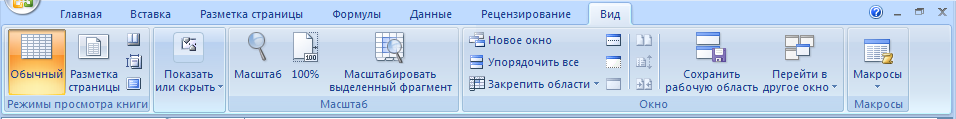 Главная Вставка Разметка страницы Формулы Данные Рецензирование Вид
Обычный
Разметка
страницы
Режимы просмотра книги
Показать
или скрыть
Масштаб
100
100%
Масштабировать
выделенный фрагмент
Масштаб
Новое окно
Упорядочить все
Закрепить области
Сохранить
рабочую область
Перейти в
другое окно
Окно
Макросы
Макросы